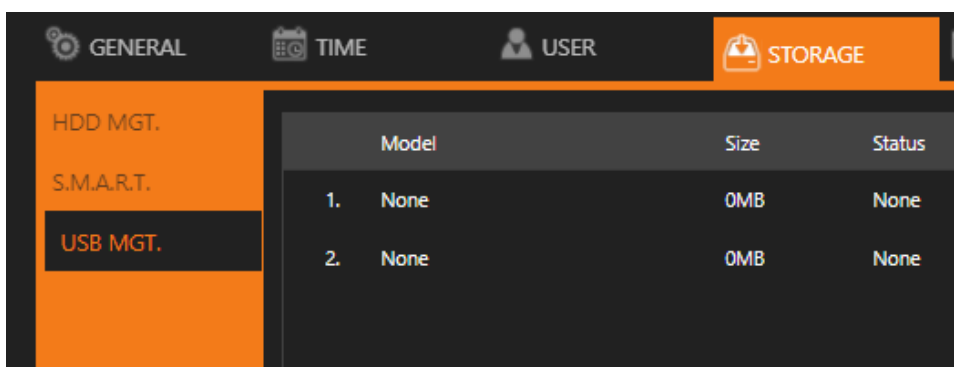 GENERAL TIME USER STORAGE
HDD MGT.
S.M.A.R.T.
USB MGT.
Model Size Status
1. None 0MB None
2. None 0MB None